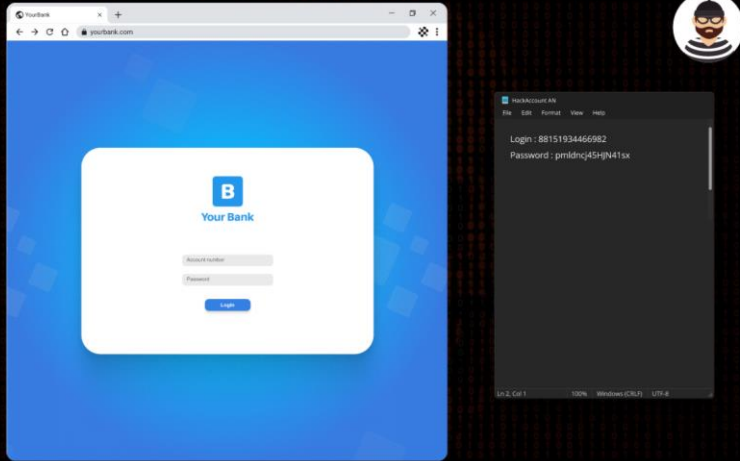 YourBank
yourbank.com
B
Your Bank
Account number
Password
Login
HackAccount AN
File Edit Format View Help
Login : 88151934466982
Password : pmldncj45HJN41sx
Ln 2, Col 1 100% Windows (CRLF) UTF-8